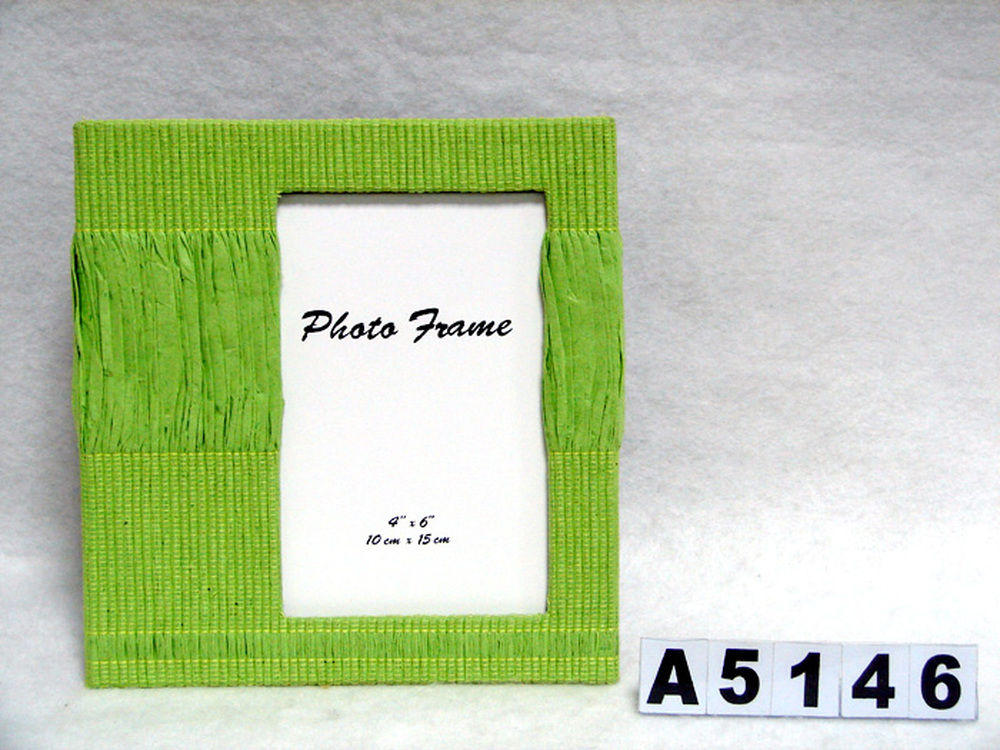 Photo Frame
4" x 6"
10 cm x 15 cm
A5146